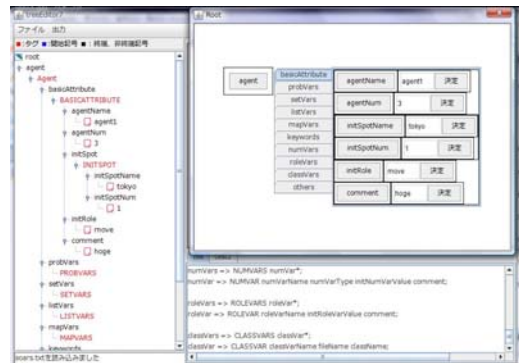 treeEditor7
ファイル 出力
■:タグ ■:開始記号 ■:終端、非終端記号
root
agent
Agent
basicAttribute
BASICATTRIBUTE
agentName
agent1
agentNum
3
initSpot
INITSPOT
initSpotName
tokyo
initSpotNum
1
initRole
move
comment
hoge
probVars
PROBVARS
setVars
SETVARS
listVars
LISTVARS
mapVars
MAPVARS
keywords
soars.txtを読み込みました
Root
agent
basicAttribute
probVars
setVars
listVars
mapVars
keywords
numVars
roleVars
classVars
others
agentName agent1 決定
agentNum 3 決定
initSpotName tokyo 決定
initSpotNum 1 決定
initRole move 決定
comment hoge 決定
numVars => NUMVARS numVar*;
numVar => NUMVAR numVarName numVarType initNumVarValue comment;
roleVars => ROLEVARS roleVar*;
roleVar => ROLEVAR roleVarName initRoleVarValue comment;
classVars => CLASSVARS classVar*;
classVar => CLASSVAR classVarName fileName className;